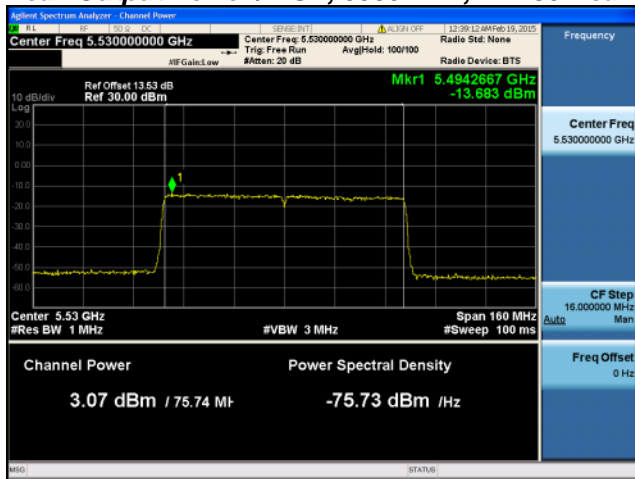 Agilent Spectrum Analyzer - Channel Power
RL RF 50 Ω DC SENSE:INT ALIGN OFF 12:39:12 AM Feb 19, 2015
Center Freq 5.530000000 GHz
Center Freq: 5.530000000 GHz
Radio Std: None
Trig: Free Run Avg|Hold: 100/100
#IFGain:Low #Atten: 20 dB Radio Device: BTS
Mkr1 5.4942667 GHz
-13.683 dBm
Ref Offset 13.53 dB
10 dB/div Ref 30.00 dBm
Log
20.0
10.0
0.00
-10.0
-20.0
-30.0
-40.0
-50.0
-60.0
1
Center 5.53 GHz Span 160 MHz
#Res BW 1 MHz #VBW 3 MHz #Sweep 100 ms
Channel Power Power Spectral Density
3.07 dBm / 75.74 MH -75.73 dBm /Hz
MSG STATUS
Frequency
Center Freq
5.530000000 GHz
CF Step
16.000000 MHz
Auto Man
Freq Offset
0 Hz